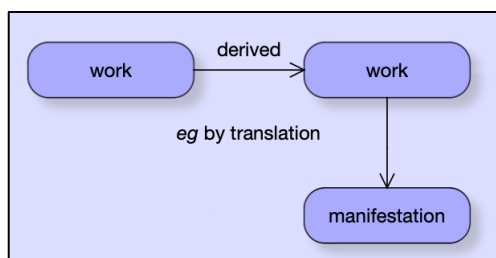 derived
work
work
eg by translation
manifestation